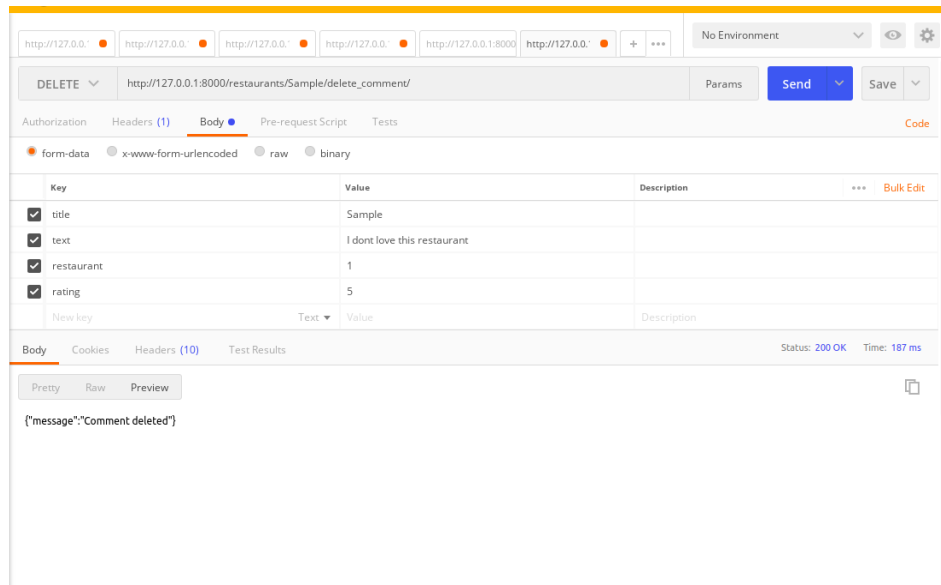 http://127.0.0.' http://127.0.0.' http://127.0.0.' http://127.0.0.' http://127.0.0.1:8000 http://127.0.0.' + ••• No Environment
DELETE http://127.0.0.1:8000/restaurants/Sample/delete_comment/ Params Send Save
Authorization Headers (1) Body Pre-request Script Tests Code
form-data x-www-form-urlencoded raw binary
Key Value Description ••• Bulk Edit
title Sample
text I dont love this restaurant
restaurant 1
rating 5
New key Text Value Description
Body Cookies Headers (10) Test Results Status: 200 OK Time: 187 ms
Pretty Raw Preview
{"message":"Comment deleted"}